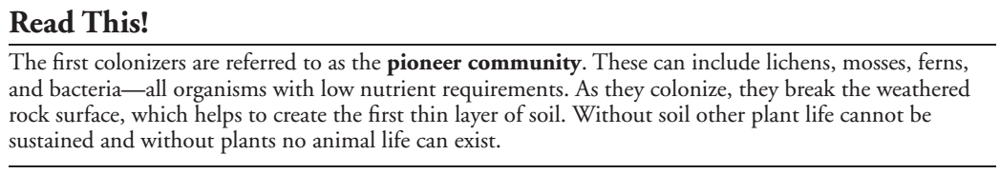 Read This!
The first colonizers are referred to as the pioneer community. These can include lichens, mosses, ferns,
and bacteria—all organisms with low nutrient requirements. As they colonize, they break the weathered
rock surface, which helps to create the first thin layer of soil. Without soil other plant life cannot be
sustained and without plants no animal life can exist.